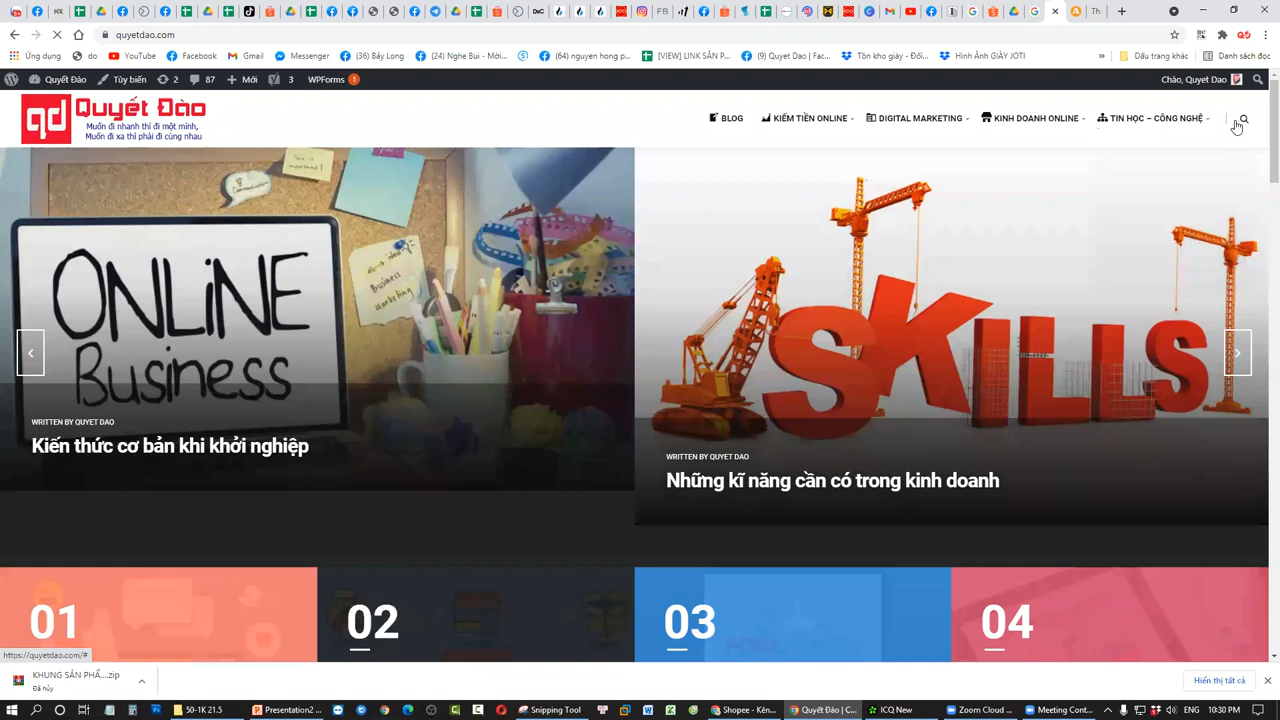 quyetdao.com
Ứng dụng
do
YouTube
Facebook
Gmail
Messenger
(36) Bảy Long
(24) Nghe Bui - Mời...
(64) nguyen hong p...
[VIEW] LINK SẢN P...
(9) Quyet Dao | Fac...
Tồn kho giày - Đối...
Hình Ảnh GIÀY JOTI
»
Dấu trang khác
Danh sách đọc
Quyết Đào
Tùy biến
2
87
Mới
3
WPForms 1
Chào, Quyet Dao
qd
Quyết Đào
Muốn đi nhanh thì đi một mình,
Muốn đi xa thì phải đi cùng nhau
BLOG
KIẾM TIỀN ONLINE
DIGITAL MARKETING
KINH DOANH ONLINE
TIN HỌC – CÔNG NGHỆ
ONLiNE
Business
WRITTEN BY QUYET DAO
Kiến thức cơ bản khi khởi nghiệp
SKILLS
WRITTEN BY QUYET DAO
Những kĩ năng cần có trong kinh doanh
01
02
03
04
https://quyetdao.com/#
KHUNG SẢN PHẨ....zip
Đã hủy
Hiển thị tất cả
50-1K 21.5
Presentation2
Snipping Tool
Shopee - Kên...
Quyết Đào | C...
ICQ New
Zoom Cloud ...
Meeting Cont...
ENG
10:30 PM